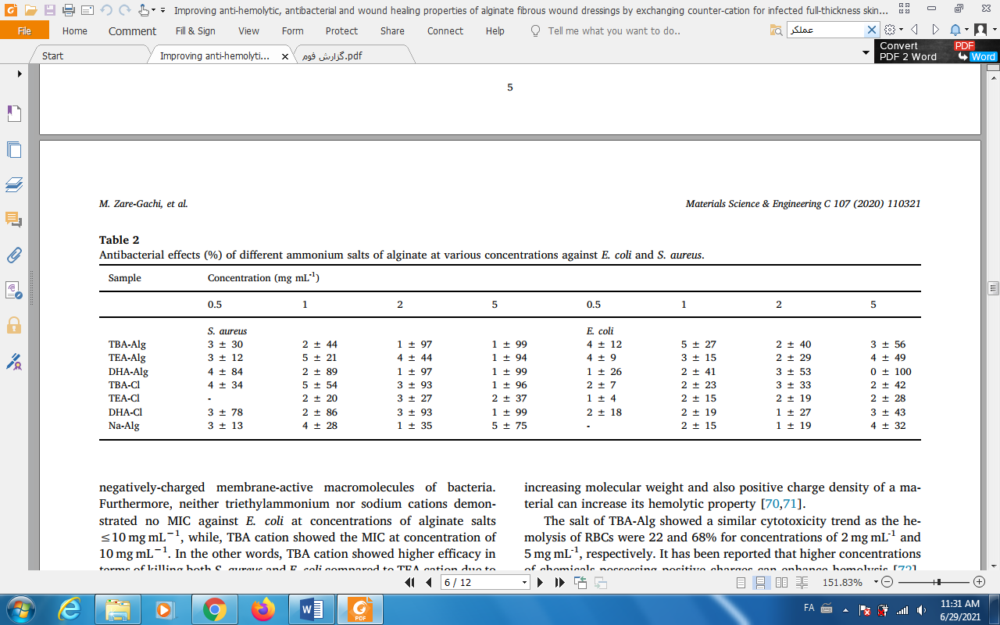 Improving anti-hemolytic, antibacterial and wound healing properties of alginate fibrous wound dressings by exchanging counter-cation for infected full-thickness skin...
File Home Comment Fill & Sign View Form Protect Share Connect Help Tell me what you want to do.. عملکر
Start Improving anti-hemolyti... گزارش فوم.pdf
Convert PDF
PDF 2 Word Word
5
M. Zare-Gachi, et al. Materials Science & Engineering C 107 (2020) 110321
Table 2
Antibacterial effects (%) of different ammonium salts of alginate at various concentrations against E. coli and S. aureus.
Sample Concentration (mg mL-1)
0.5 1 2 5 0.5 1 2 5
S. aureus E. coli
TBA-Alg 3 ± 30 2 ± 44 1 ± 97 1 ± 99 4 ± 12 5 ± 27 2 ± 40 3 ± 56
TEA-Alg 3 ± 12 5 ± 21 4 ± 44 1 ± 94 4 ± 9 3 ± 15 2 ± 29 4 ± 49
DHA-Alg 4 ± 84 2 ± 89 1 ± 97 1 ± 99 1 ± 26 2 ± 41 3 ± 53 0 ± 100
TBA-Cl 4 ± 34 5 ± 54 3 ± 93 1 ± 96 2 ± 7 2 ± 23 3 ± 33 2 ± 42
TEA-Cl - 2 ± 20 3 ± 27 2 ± 37 1 ± 4 2 ± 15 2 ± 19 2 ± 28
DHA-Cl 3 ± 78 2 ± 86 3 ± 93 1 ± 99 2 ± 18 2 ± 19 1 ± 27 3 ± 43
Na-Alg 3 ± 13 4 ± 28 1 ± 35 5 ± 75 - 2 ± 15 1 ± 19 4 ± 32
negatively-charged membrane-active macromolecules of bacteria.
Furthermore, neither triethylammonium nor sodium cations demon-
strated no MIC against E. coli at concentrations of alginate salts
≤10 mg mL−1, while, TBA cation showed the MIC at concentration of
10 mg mL−1. In the other words, TBA cation showed higher efficacy in
terms of killing both S. aureus and E. coli compared to TEA cation due to
increasing molecular weight and also positive charge density of a ma-
terial can increase its hemolytic property [70,71].
The salt of TBA-Alg showed a similar cytotoxicity trend as the he-
molysis of RBCs were 22 and 68% for concentrations of 2 mg mL-1 and
5 mg mL-1, respectively. It has been reported that higher concentrations
of chemicals possessing positive charges can enhance hemolysis [72].
6 / 12 151.83%
FA 11:31 AM
6/29/2021